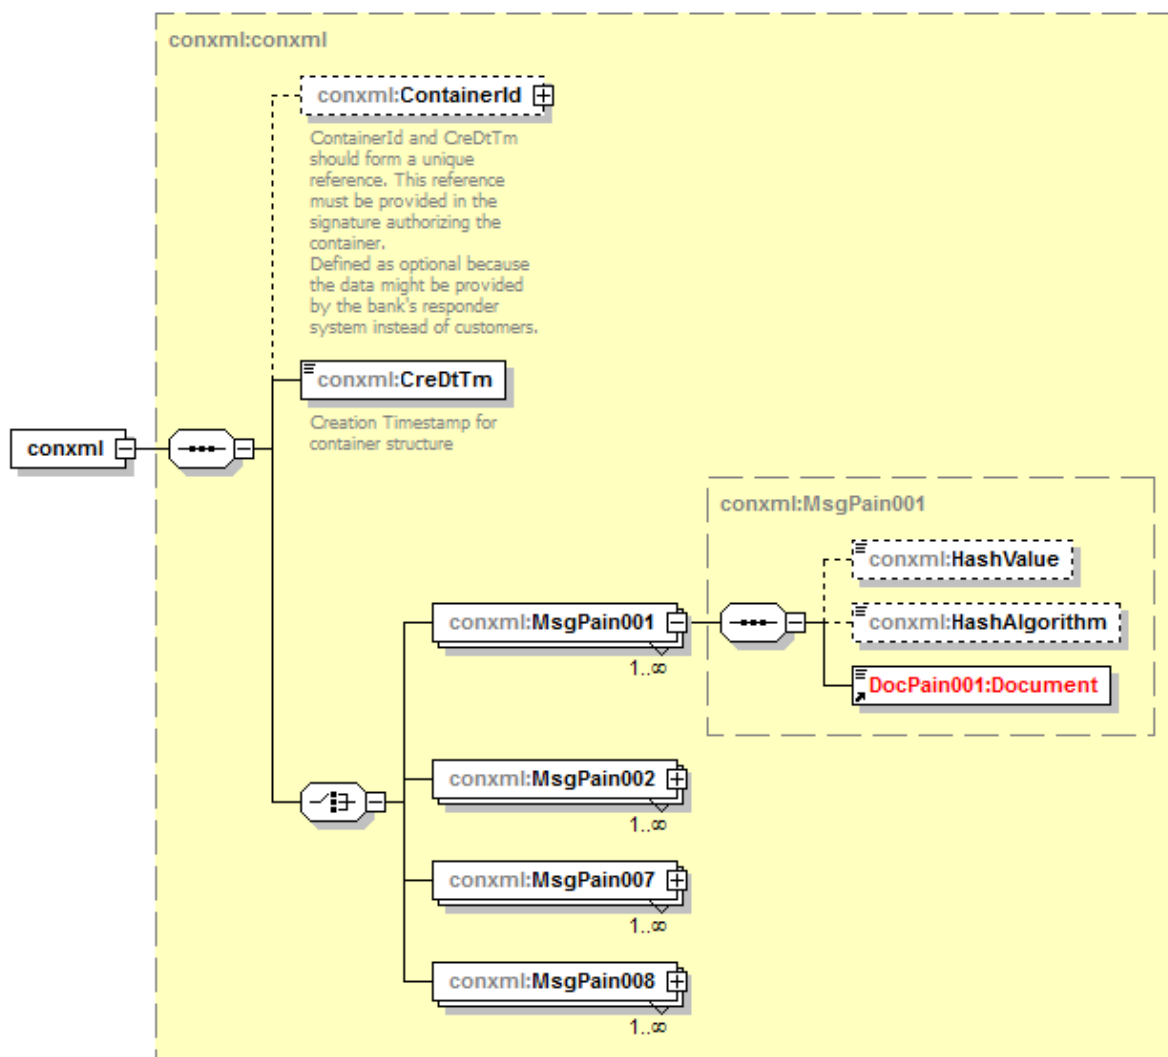 conxml:conxml
conxml:ContainerId
ContainerId and CreDtTm
should form a unique
reference. This reference
must be provided in the
signature authorizing the
container.
Defined as optional because
the data might be provided
by the bank's responder
system instead of customers.
conxml:CreDtTm
Creation Timestamp for
container structure
conxml
conxml:MsgPain001
conxml:HashValue
conxml:HashAlgorithm
DocPain001:Document
conxml:MsgPain001
1..∞
conxml:MsgPain002
1..∞
conxml:MsgPain007
1..∞
conxml:MsgPain008
1..∞